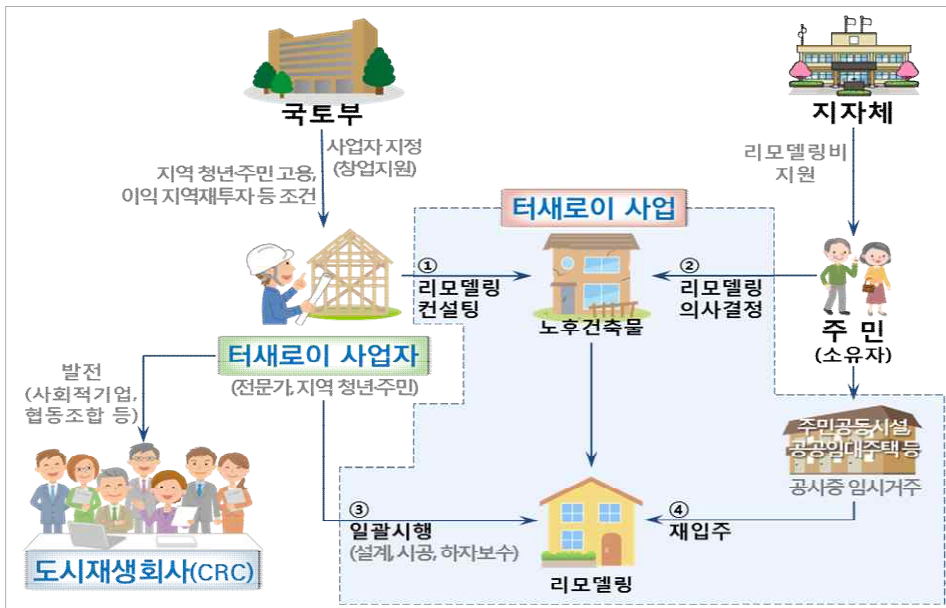 국토부
지자체
사업자 지정
(창업지원)
지역 청년·주민 고용,
이익 지역재투자 등 조건
리모델링비
지원
터새로이 사업
①
리모델링
컨설팅
②
리모델링
의사결정
노후건축물
주 민
(소유자)
터새로이 사업자
(전문가, 지역 청년·주민)
발전
(사회적기업,
협동조합 등)
주민공동시설,
공공임대주택 등
공사중 임시거주
③
일괄시행
(설계, 시공, 하자보수)
④
재입주
리모델링
도시재생회사(CRC)